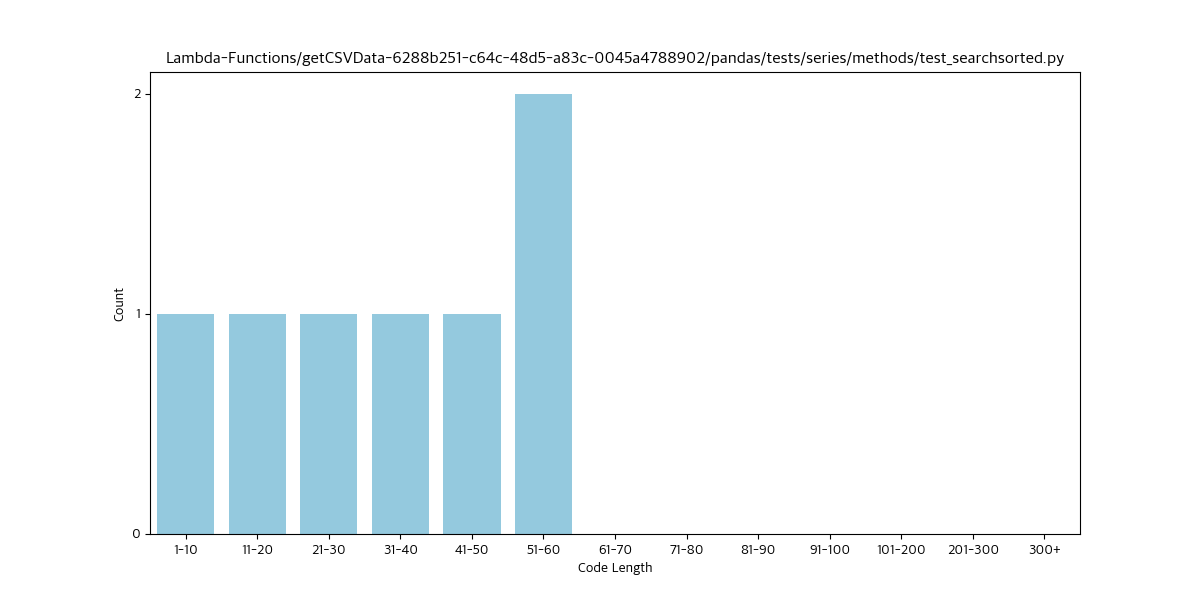 Lambda-Functions/getCSVData-6288b251-c64c-48d5-a83c-0045a4788902/pandas/tests/series/methods/test_searchsorted.py
2
1
0
Count
1-10 11-20 21-30 31-40 41-50 51-60 61-70 71-80 81-90 91-100 101-200 201-300 300+
Code Length